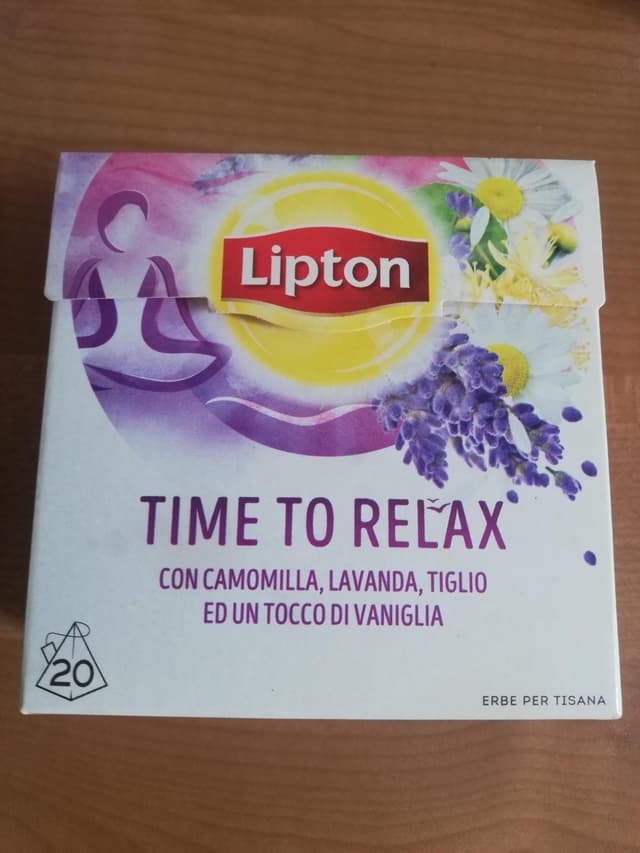 Lipton
TIME TO RELAX
CON CAMOMILLA, LAVANDA, TIGLIO
ED UN TOCCO DI VANIGLIA
20
ERBE PER TISANA